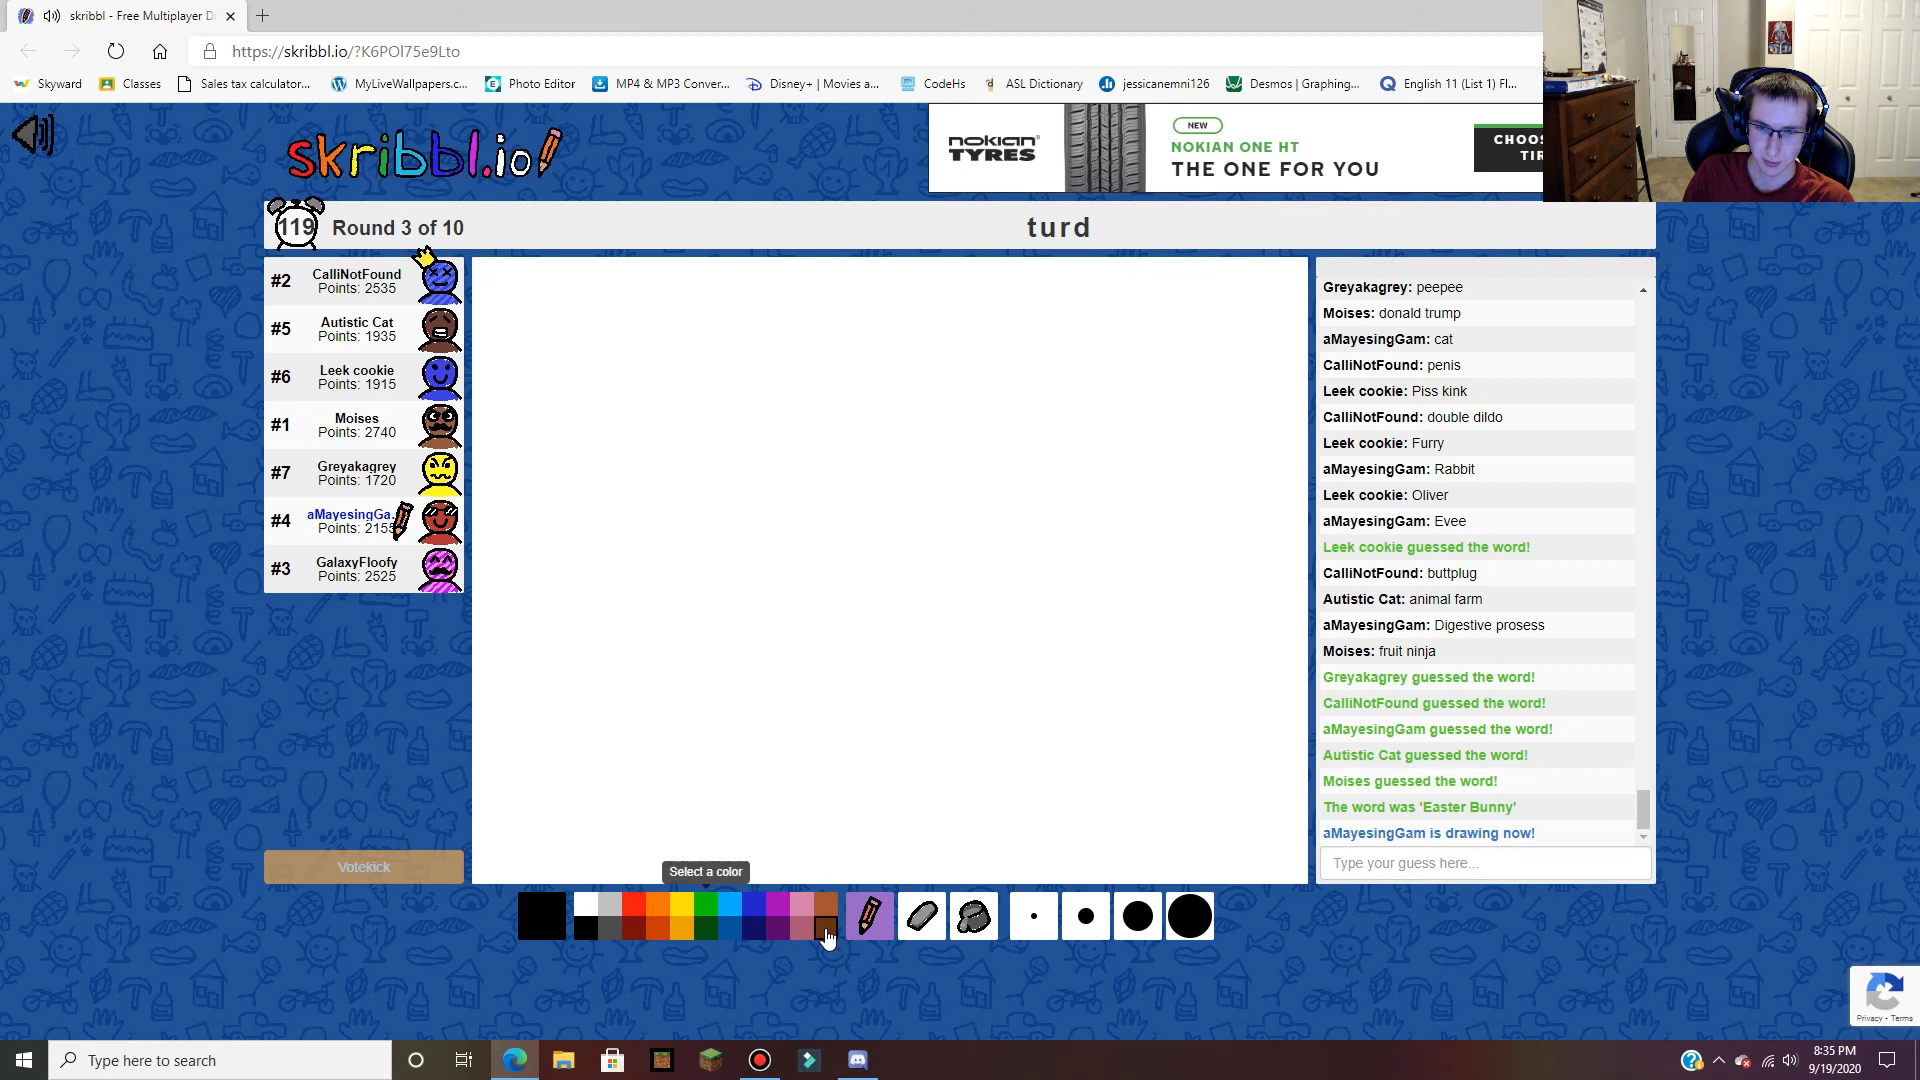 skribbl - Free Multiplayer D
https://skribbl.io/?K6POl75e9Lto
Skyward
Classes
Sales tax calculator...
MyLiveWallpapers.c...
Photo Editor
MP4 & MP3 Conver...
Disney+ | Movies a...
CodeHs
ASL Dictionary
jessicanemni126
Desmos | Graphing...
English 11 (List 1) Fl...
skribbl.io
nokian
TYRES
NEW
NOKIAN ONE HT
THE ONE FOR YOU
CHOOS
TIR
119
Round 3 of 10
turd
#2
CalliNotFound
Points: 2535
#5
Autistic Cat
Points: 1935
#6
Leek cookie
Points: 1915
#1
Moises
Points: 2740
#7
Greyakagrey
Points: 1720
#4
aMayesingGa.
Points: 2155
#3
GalaxyFloofy
Points: 2525
Votekick
Greyakagrey: peepee
Moises: donald trump
aMayesingGam: cat
CalliNotFound: penis
Leek cookie: Piss kink
CalliNotFound: double dildo
Leek cookie: Furry
aMayesingGam: Rabbit
Leek cookie: Oliver
aMayesingGam: Evee
Leek cookie guessed the word!
CalliNotFound: buttplug
Autistic Cat: animal farm
aMayesingGam: Digestive prosess
Moises: fruit ninja
Greyakagrey guessed the word!
CalliNotFound guessed the word!
aMayesingGam guessed the word!
Autistic Cat guessed the word!
Moises guessed the word!
The word was 'Easter Bunny'
aMayesingGam is drawing now!
Type your guess here...
Select a color
Privacy - Terms
Type here to search
8:35 PM
9/19/2020